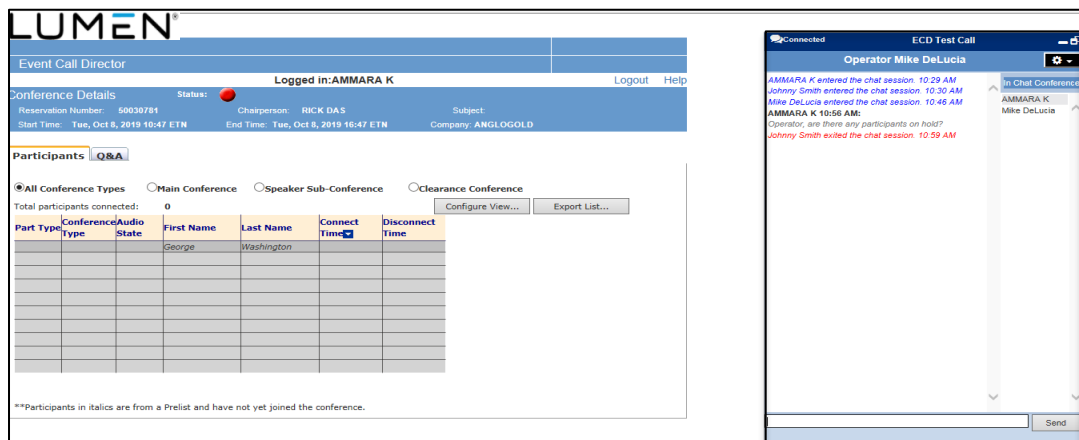 LUMEN®
Event Call Director
Logged in:AMMARA K Logout Help
Conference Details Status:
Reservation Number: 50030781 Chairperson: RICK DAS Subject:
Start Time: Tue, Oct 8, 2019 10:47 ETN End Time: Tue, Oct 8, 2019 16:47 ETN Company: ANGLOGOLD
Participants Q&A
All Conference Types Main Conference Speaker Sub-Conference Clearance Conference
Total participants connected: 0 Configure View... Export List...
Part Type Conference Type Audio State First Name Last Name Connect Time Disconnect Time
George Washington
**Participants in italics are from a Prelist and have not yet joined the conference.
Connected ECD Test Call
Operator Mike DeLucia
AMMARA K entered the chat session. 10:29 AM
Johnny Smith entered the chat session. 10:30 AM
Mike DeLucia entered the chat session. 10:46 AM
AMMARA K 10:56 AM:
Operator, are there any participants on hold?
Johnny Smith exited the chat session. 10:59 AM
In Chat Conference
AMMARA K
Mike DeLucia
Send